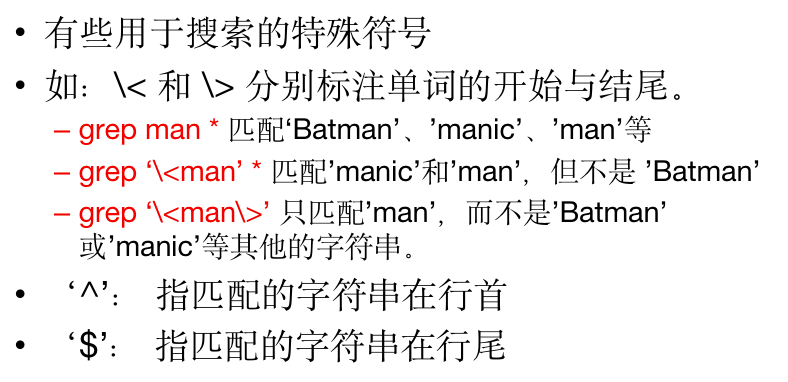 • 有些用于搜索的特殊符号
• 如：\< 和 \> 分别标注单词的开始与结尾。
– grep man * 匹配‘Batman’、’manic’、’man’等
– grep ‘\<man’ * 匹配’manic’和’man’，但不是 ’Batman’
– grep ‘\<man\>’ 只匹配’man’，而不是’Batman’
或’manic’等其他的字符串。
• ‘^’： 指匹配的字符串在行首
• ‘$’： 指匹配的字符串在行尾